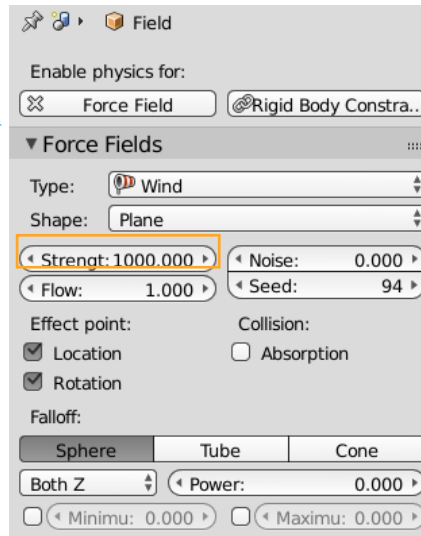 Field
Enable physics for:
Force Field Rigid Body Constra..
Force Fields
Type: Wind
Shape: Plane
Strengt: 1000.000 Noise: 0.000
Flow: 1.000 Seed: 94
Effect point: Collision:
Location Absorption
Rotation
Falloff:
Sphere Tube Cone
Both Z Power: 0.000
Minimu: 0.000 Maximu: 0.000